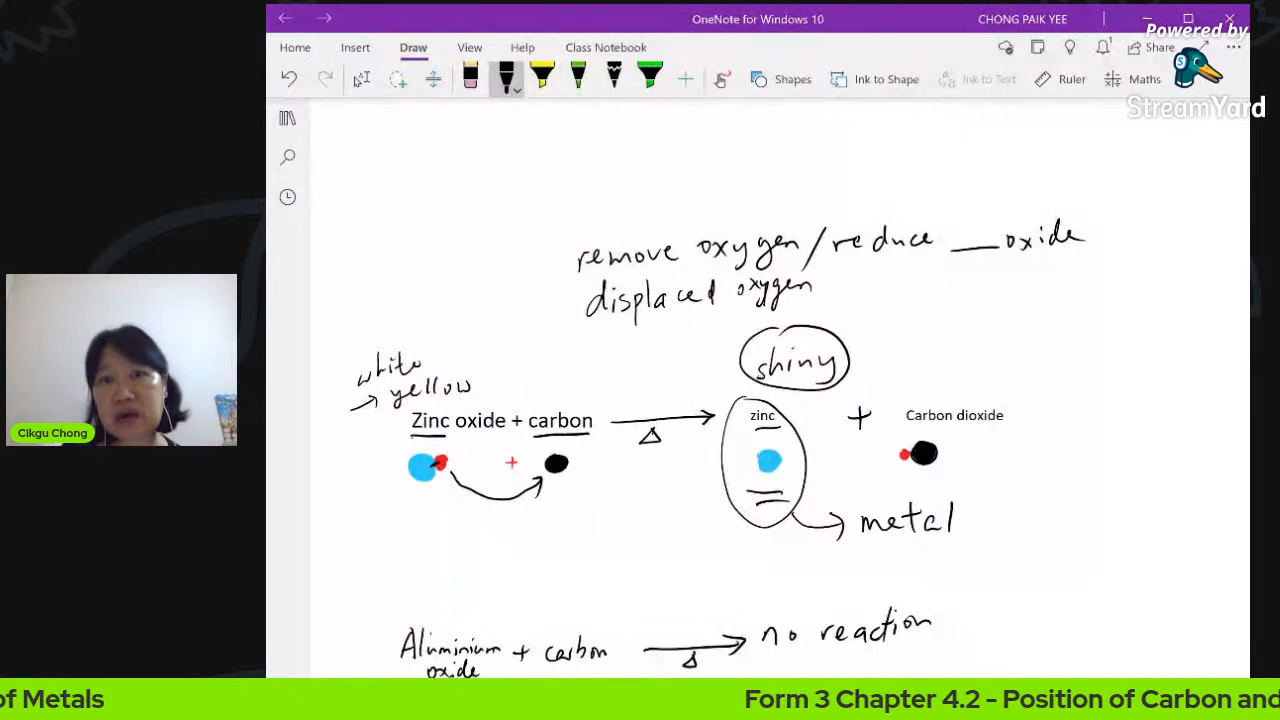 OneNote for Windows 10
CHONG PAIK YEE
Powered by
StreamYard
Home Insert Draw View Help Class Notebook Share
Shapes Ink to Shape Ink to Text Ruler Maths
remove oxygen/reduce ___ oxide
displaced oxygen
white
→ yellow
shiny
Zinc oxide + carbon → zinc + Carbon dioxide
Δ
+
metal
Aluminium + carbon → no reaction
oxide Δ
Cikgu Chong
of Metals Form 3 Chapter 4.2 - Position of Carbon and